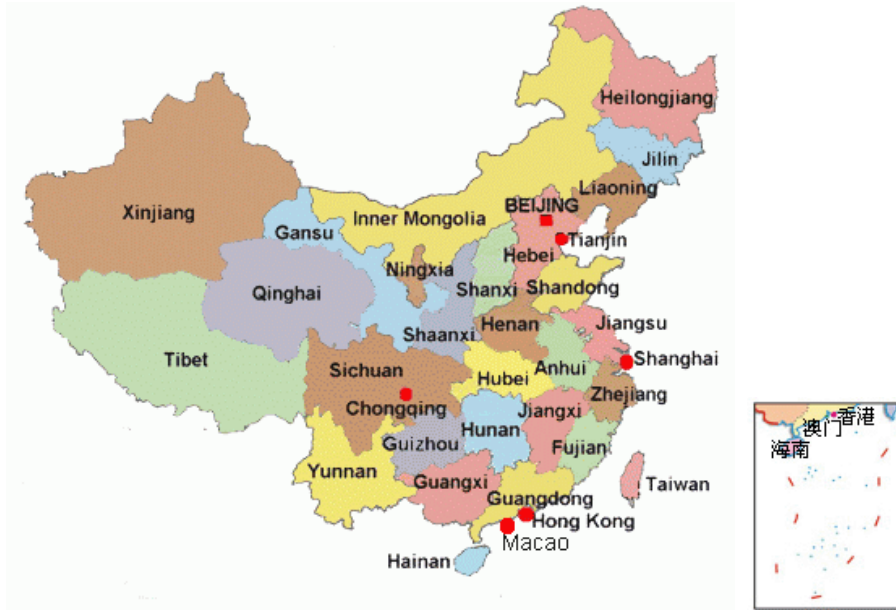 Heilongjiang
Jilin
Liaoning
Xinjiang
Inner Mongolia
BEIJING
Gansu
Tianjin
Hebei
Ningxia
Shanxi
Shandong
Qinghai
Henan
Jiangsu
Shaanxi
Tibet
Sichuan
Hubei
Anhui
Shanghai
Zhejiang
Chongqing
Jiangxi
Hunan
Guizhou
Fujian
Yunnan
Guangxi
Taiwan
Guangdong
Hong Kong
Macao
Hainan
香港
澳门
海南